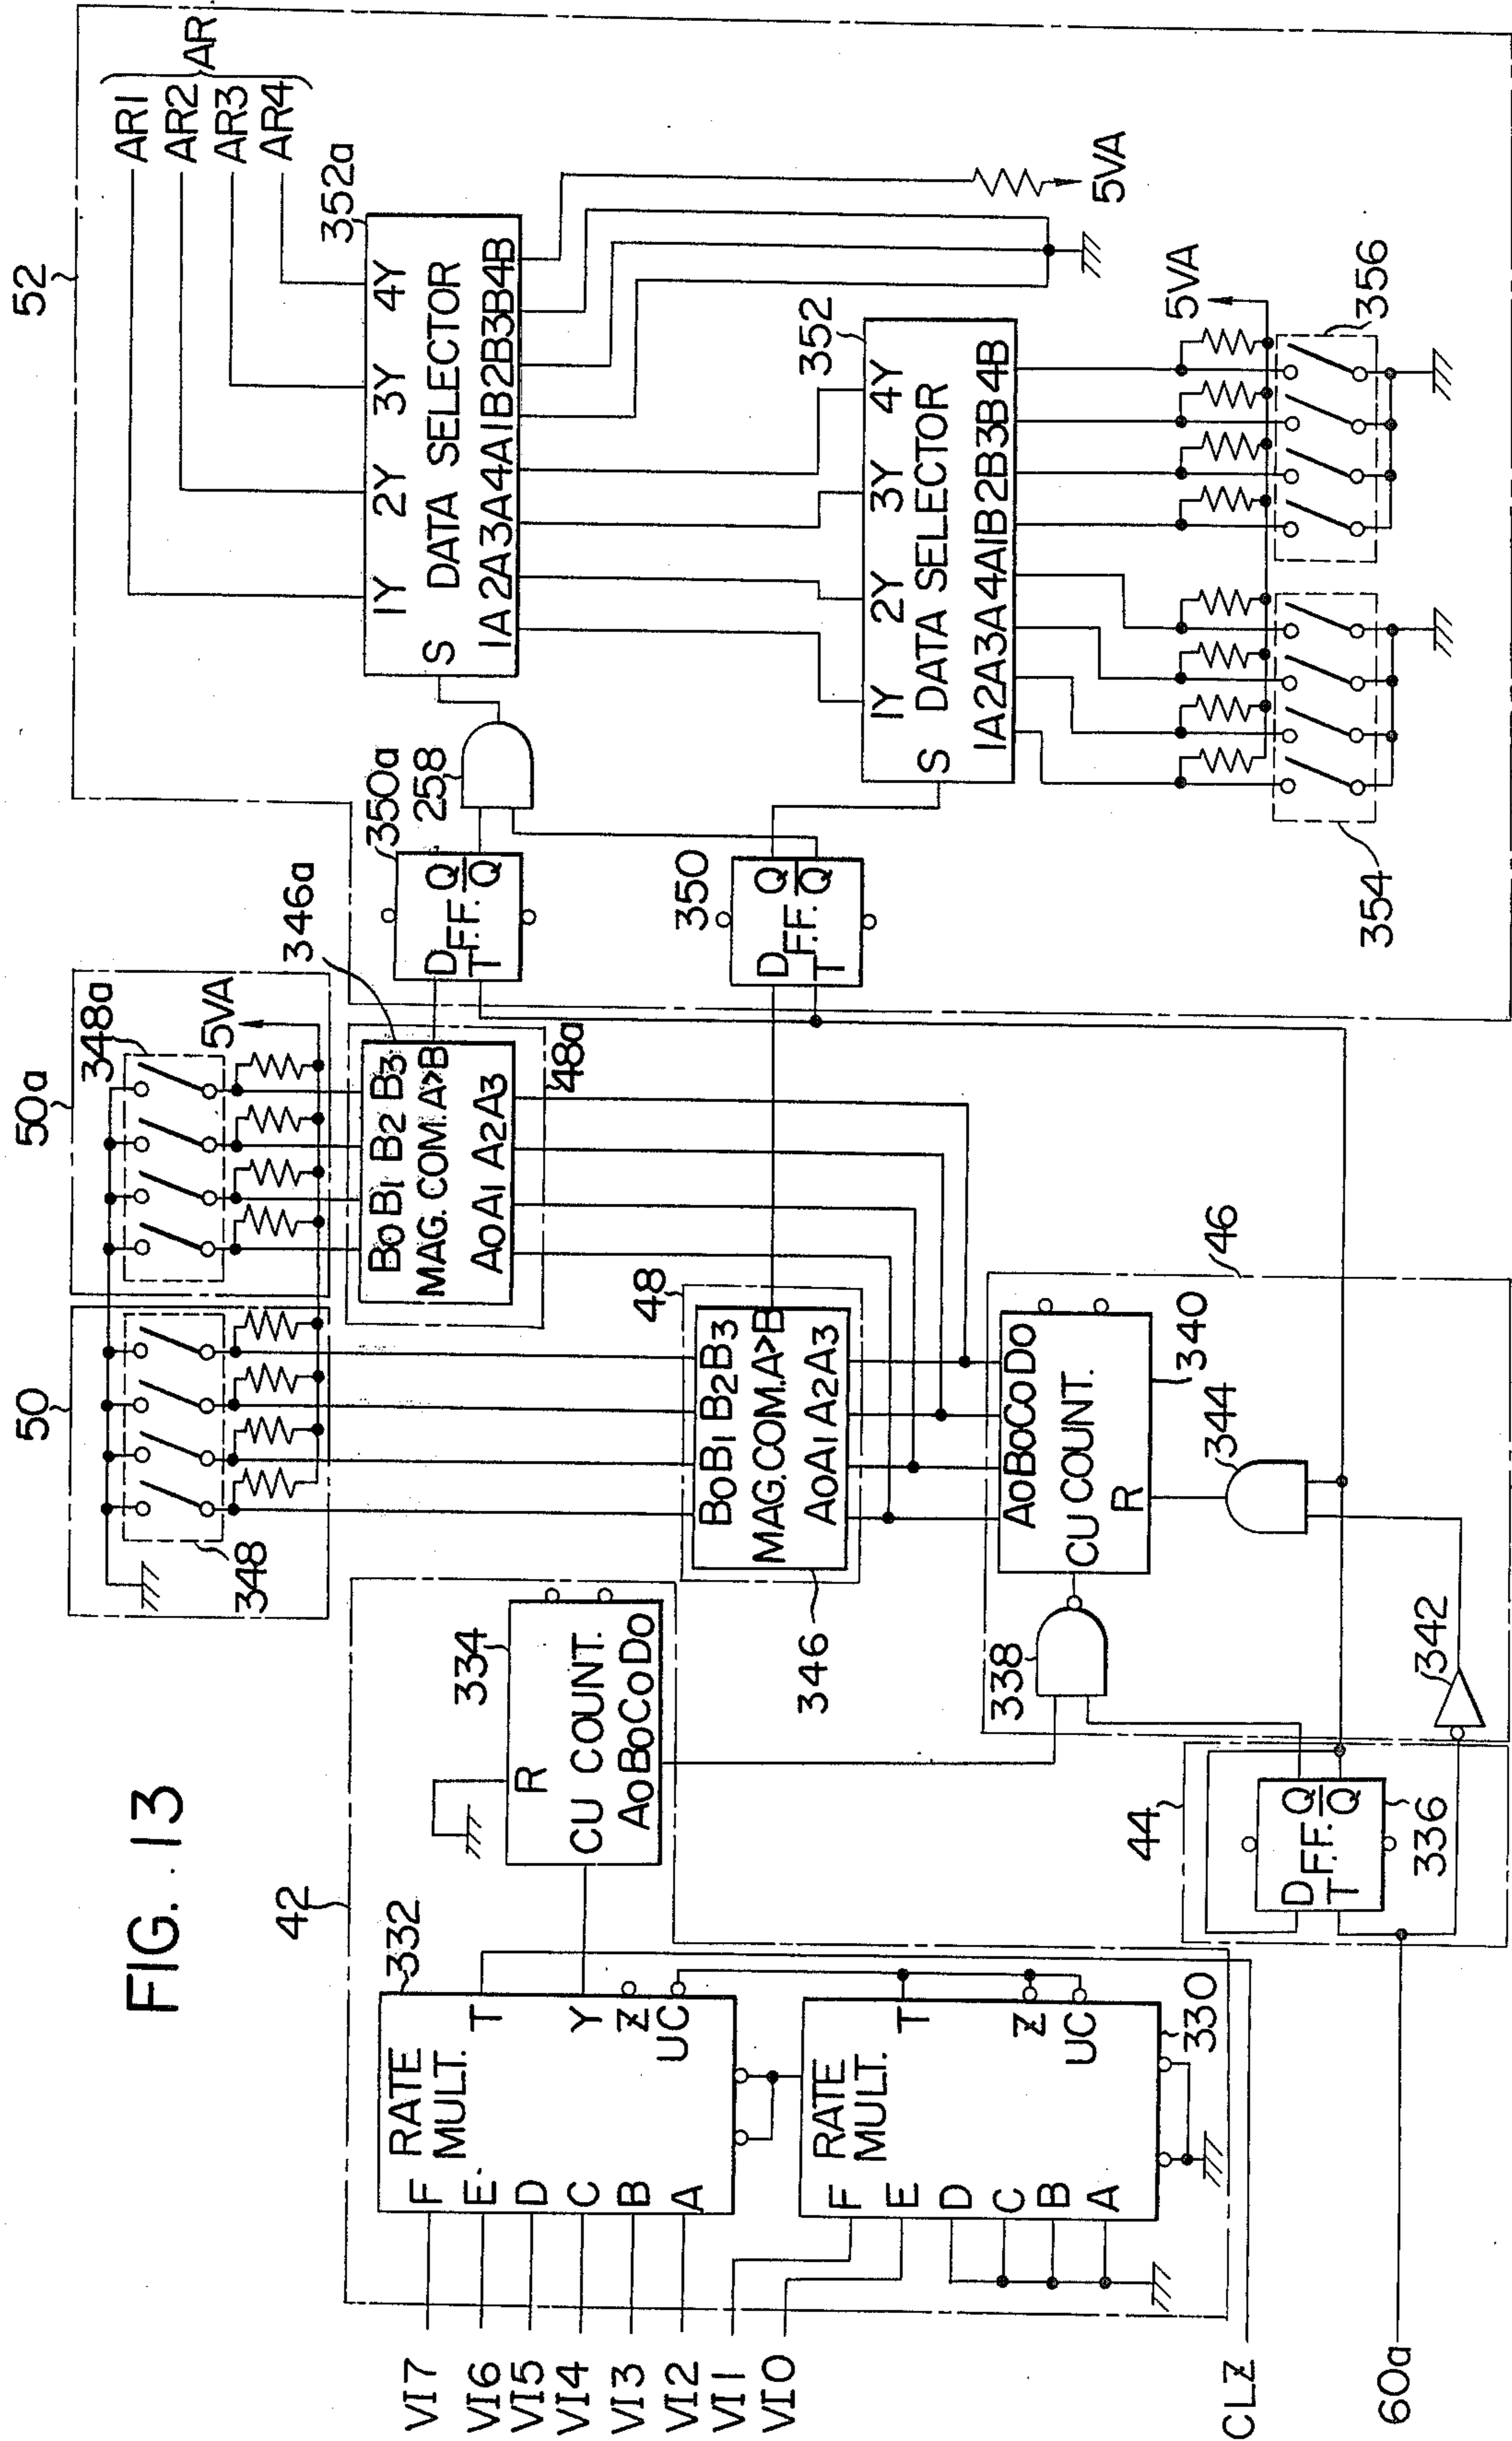 FIG. 13
52
AR1
AR2
AR3
AR4
AR
352a
1Y 2Y 3Y 4Y
S DATA SELECTOR
1A 2A 3A 4A 1B 2B 3B 4B
5VA
352
1Y 2Y 3Y 4Y
S DATA SELECTOR
1A 2A 3A 4A 1B 2B 3B 4B
5VA
356
354
350a
258
D Q
F.F.
T Q
350
D Q
F.F.
T Q
50a
348a
5VA
346a
B0 B1 B2 B3
MAG. COM. A>B
A0 A1 A2 A3
48a
50
348
48
B0 B1 B2 B3
MAG. COM. A>B
A0 A1 A2 A3
346
46
A0 B0 C0 D0
CU COUNT.
R
340
344
338
342
334
R
CU COUNT.
A0 B0 C0 D0
42
332
RATE
MULT.
F
E
D
C
B
A
T
Y
Z
UC
330
RATE
MULT.
F
E
D
C
B
A
T
Z
UC
44
D Q
F.F.
T Q
336
VI7
VI6
VI5
VI4
VI3
VI2
VI1
VI0
CLZ
60a